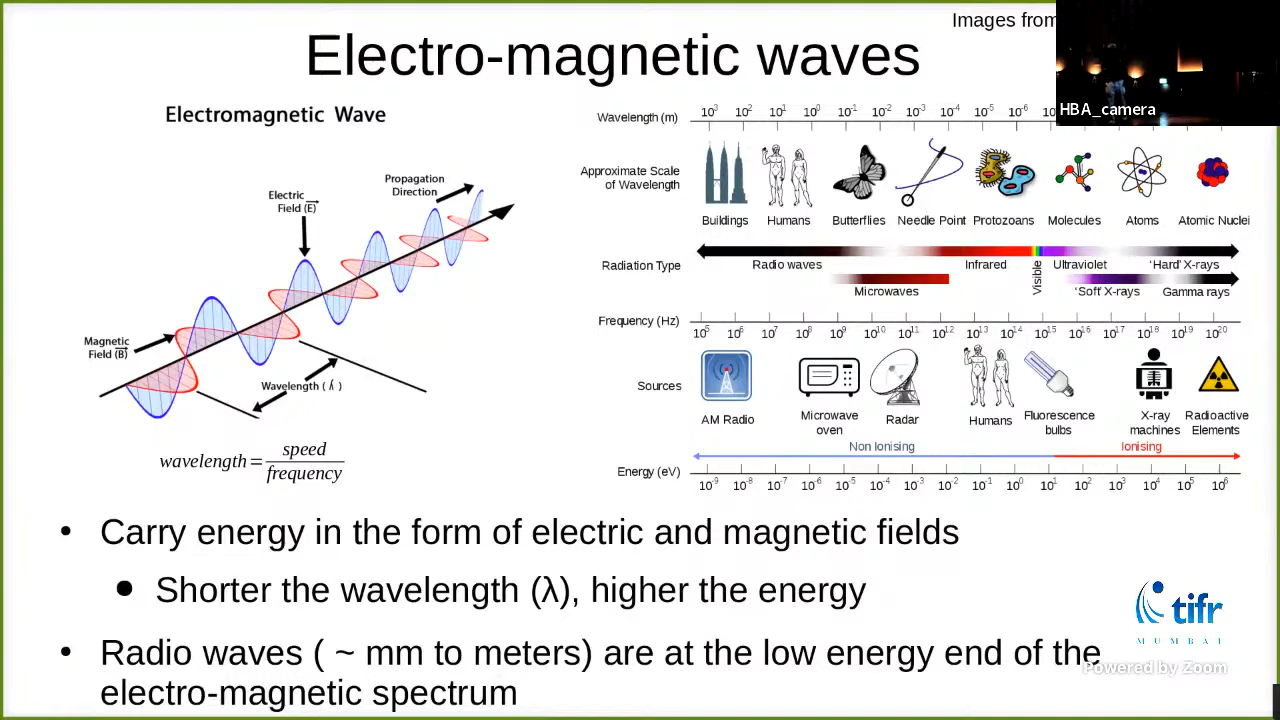 Images from
Electro-magnetic waves
HBA_camera
Electromagnetic Wave
Propagation
Direction
Electric
Field (E)
Magnetic
Field (B)
Wavelength ( λ )
wavelength = speed
frequency
Wavelength (m) 10³ 10² 10¹ 10⁰ 10⁻¹ 10⁻² 10⁻³ 10⁻⁴ 10⁻⁵ 10⁻⁶
Approximate Scale
of Wavelength
Buildings Humans Butterflies Needle Point Protozoans Molecules Atoms Atomic Nuclei
Radiation Type
Radio waves Infrared Visible Ultraviolet 'Hard' X-rays
Microwaves 'Soft' X-rays Gamma rays
Frequency (Hz) 10⁵ 10⁶ 10⁷ 10⁸ 10⁹ 10¹⁰ 10¹¹ 10¹² 10¹³ 10¹⁴ 10¹⁵ 10¹⁶ 10¹⁷ 10¹⁸ 10¹⁹ 10²⁰
Sources
AM Radio Microwave Radar Humans Fluorescence X-ray Radioactive
oven bulbs machines Elements
Non Ionising Ionising
Energy (eV) 10⁻⁹ 10⁻⁸ 10⁻⁷ 10⁻⁶ 10⁻⁵ 10⁻⁴ 10⁻³ 10⁻² 10⁻¹ 10⁰ 10¹ 10² 10³ 10⁴ 10⁵ 10⁶
• Carry energy in the form of electric and magnetic fields
● Shorter the wavelength (λ), higher the energy
• Radio waves ( ~ mm to meters) are at the low energy end of the
electro-magnetic spectrum
tifr
MUMBAI
Powered by Zoom